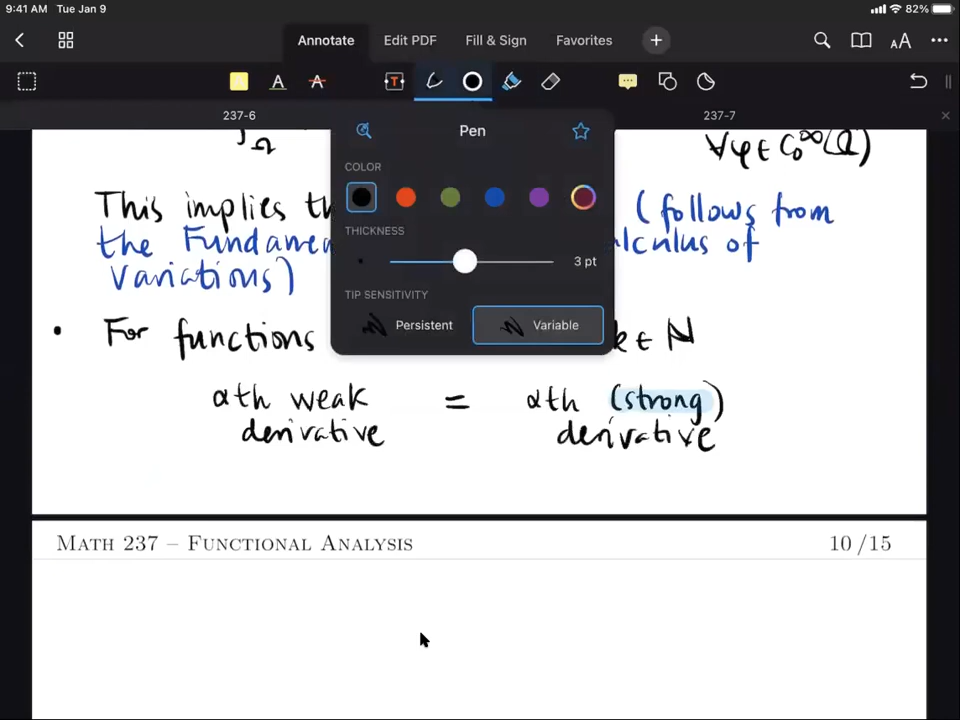 9:41 AM Tue Jan 9 82%
Annotate Edit PDF Fill & Sign Favorites
237-6 237-7
∫Ω ∀φ ∈ C₀^∞(Ω)
Pen
COLOR
THICKNESS
3 pt
TIP SENSITIVITY
Persistent Variable
This implies (follows from
the lculus of
variations)
• For functions k ∈ ℕ
αth weak = αth (strong)
derivative derivative
MATH 237 – FUNCTIONAL ANALYSIS 10 / 15